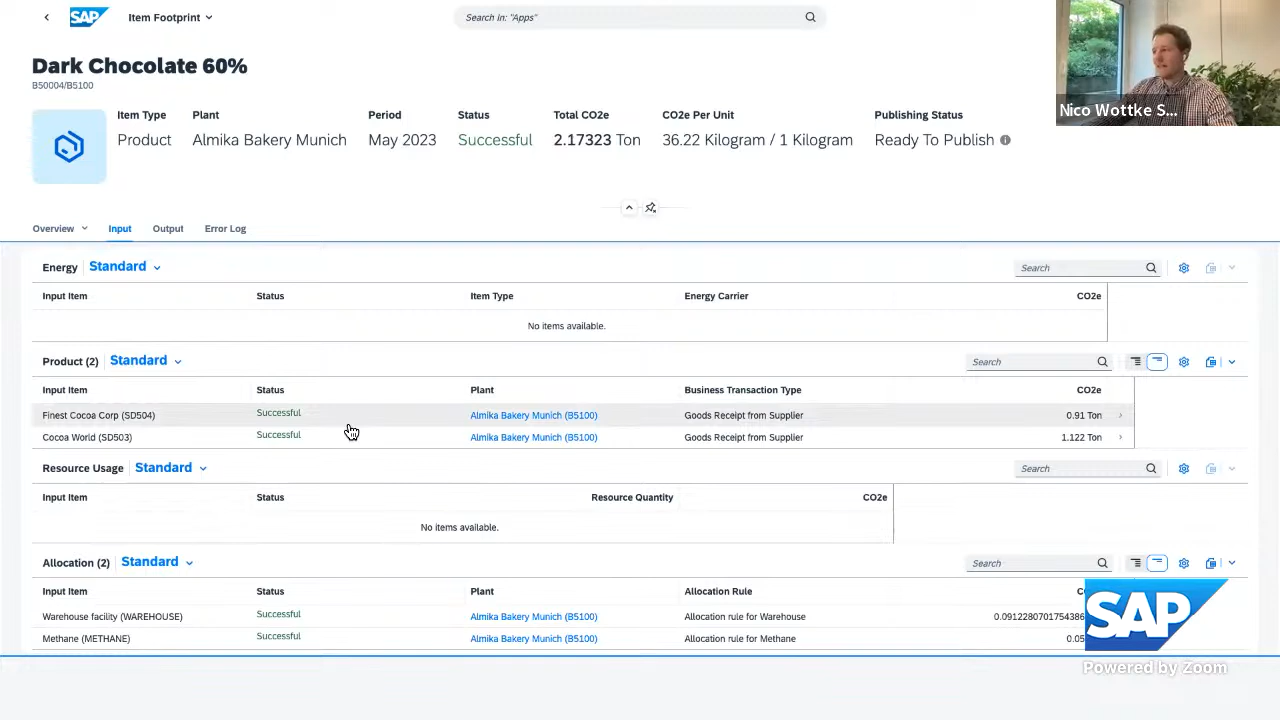 SAP Item Footprint
Search In: "Apps"
Dark Chocolate 60%
B50004/B5100
Item Type Plant Period Status Total CO2e CO2e Per Unit Publishing Status
Product Almika Bakery Munich May 2023 Successful 2.17323 Ton 36.22 Kilogram / 1 Kilogram Ready To Publish
Nico Wottke S...
Overview Input Output Error Log
Energy Standard Search
Input Item Status Item Type Energy Carrier CO2e
No items available.
Product (2) Standard Search
Input Item Status Plant Business Transaction Type CO2e
Finest Cocoa Corp (SD504) Successful Almika Bakery Munich (B5100) Goods Receipt from Supplier 0.91 Ton
Cocoa World (SD503) Successful Almika Bakery Munich (B5100) Goods Receipt from Supplier 1.122 Ton
Resource Usage Standard Search
Input Item Status Resource Quantity CO2e
No items available.
Allocation (2) Standard Search
Input Item Status Plant Allocation Rule
Warehouse facility (WAREHOUSE) Successful Almika Bakery Munich (B5100) Allocation rule for Warehouse 0.0912280701754386
Methane (METHANE) Successful Almika Bakery Munich (B5100) Allocation rule for Methane 0.05
SAP
Powered by Zoom